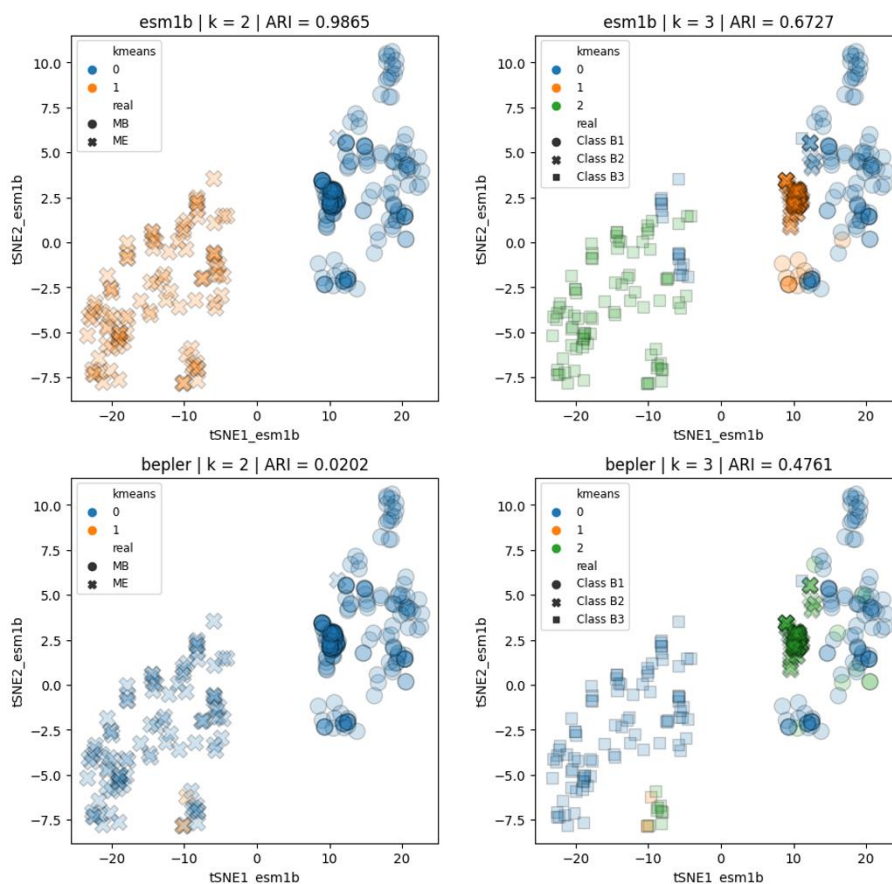 esm1b | k = 2 | ARI = 0.9865
kmeans
0
1
real
MB
ME
10.0
7.5
5.0
2.5
0.0
−2.5
−5.0
−7.5
tSNE2_esm1b
−20
−10
0
10
20
tSNE1_esm1b
esm1b | k = 3 | ARI = 0.6727
kmeans
0
1
2
real
Class B1
Class B2
Class B3
10.0
7.5
5.0
2.5
0.0
−2.5
−5.0
−7.5
tSNE2_esm1b
−20
−10
0
10
20
tSNE1_esm1b
bepler | k = 2 | ARI = 0.0202
kmeans
0
1
real
MB
ME
10.0
7.5
5.0
2.5
0.0
−2.5
−5.0
−7.5
tSNE2_esm1b
−20
−10
0
10
20
tSNE1_esm1b
bepler | k = 3 | ARI = 0.4761
kmeans
0
1
2
real
Class B1
Class B2
Class B3
10.0
7.5
5.0
2.5
0.0
−2.5
−5.0
−7.5
tSNE2_esm1b
−20
−10
0
10
20
tSNE1_esm1b